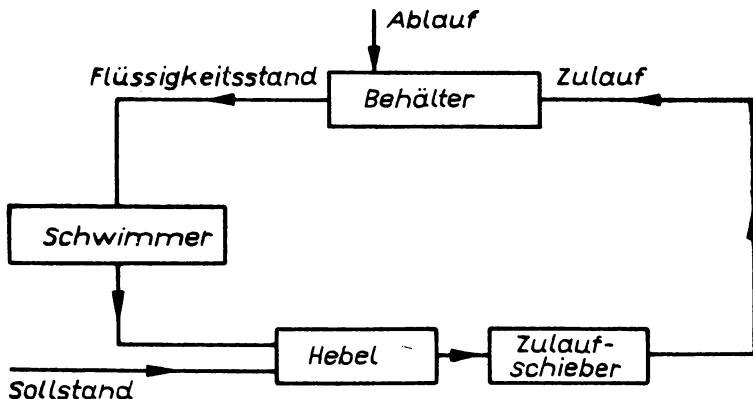 Ablauf
Flüssigkeitsstand
Behälter
Zulauf
Schwimmer
Hebel
Zulauf-
schieber
Sollstand